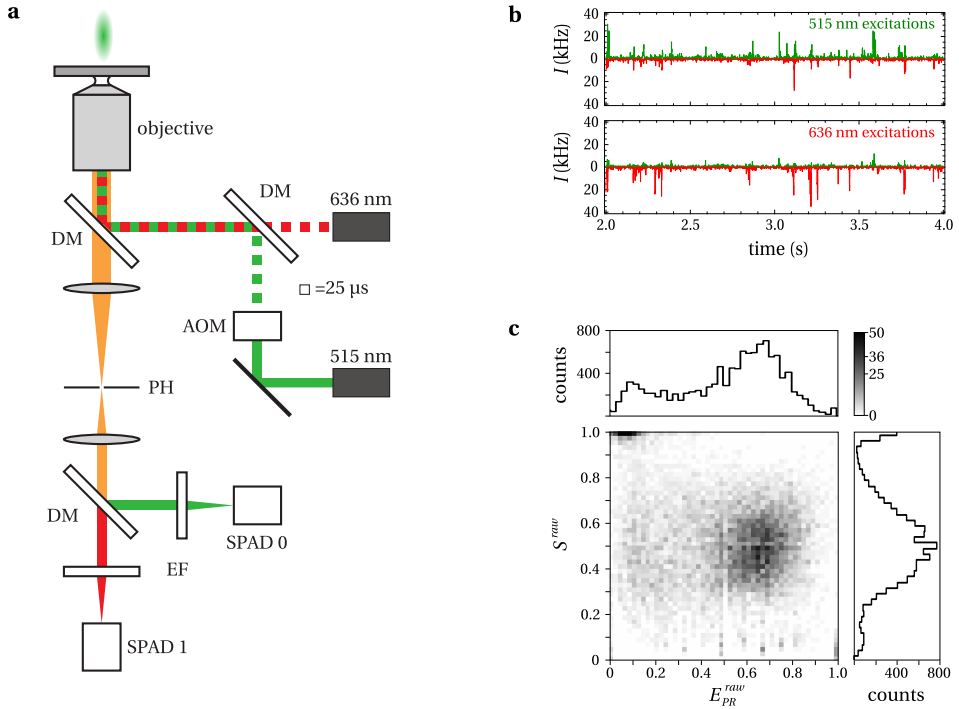 a
objective
DM
636 nm
DM
□ =25 µs
AOM
515 nm
PH
DM
SPAD 0
EF
SPAD 1
b
515 nm excitations
40
20
0
20
40
I (kHz)
636 nm excitations
40
20
0
20
40
I (kHz)
2.0 2.5 3.0 3.5 4.0
time (s)
c
800
400
counts
50
36
25
0
1.0
0.8
0.6
0.4
0.2
0
S^raw
0 0.2 0.4 0.6 0.8 1.0
E_PR^raw
0 400 800
counts